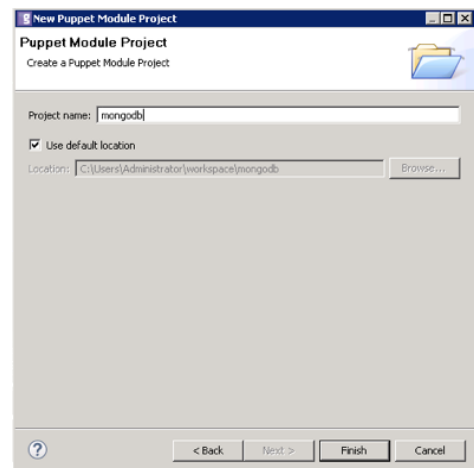 New Puppet Module Project
Puppet Module Project
Create a Puppet Module Project
Project name: mongodb
Use default location
Location: C:\Users\Administrator\workspace\mongodb Browse...
? < Back Next > Finish Cancel